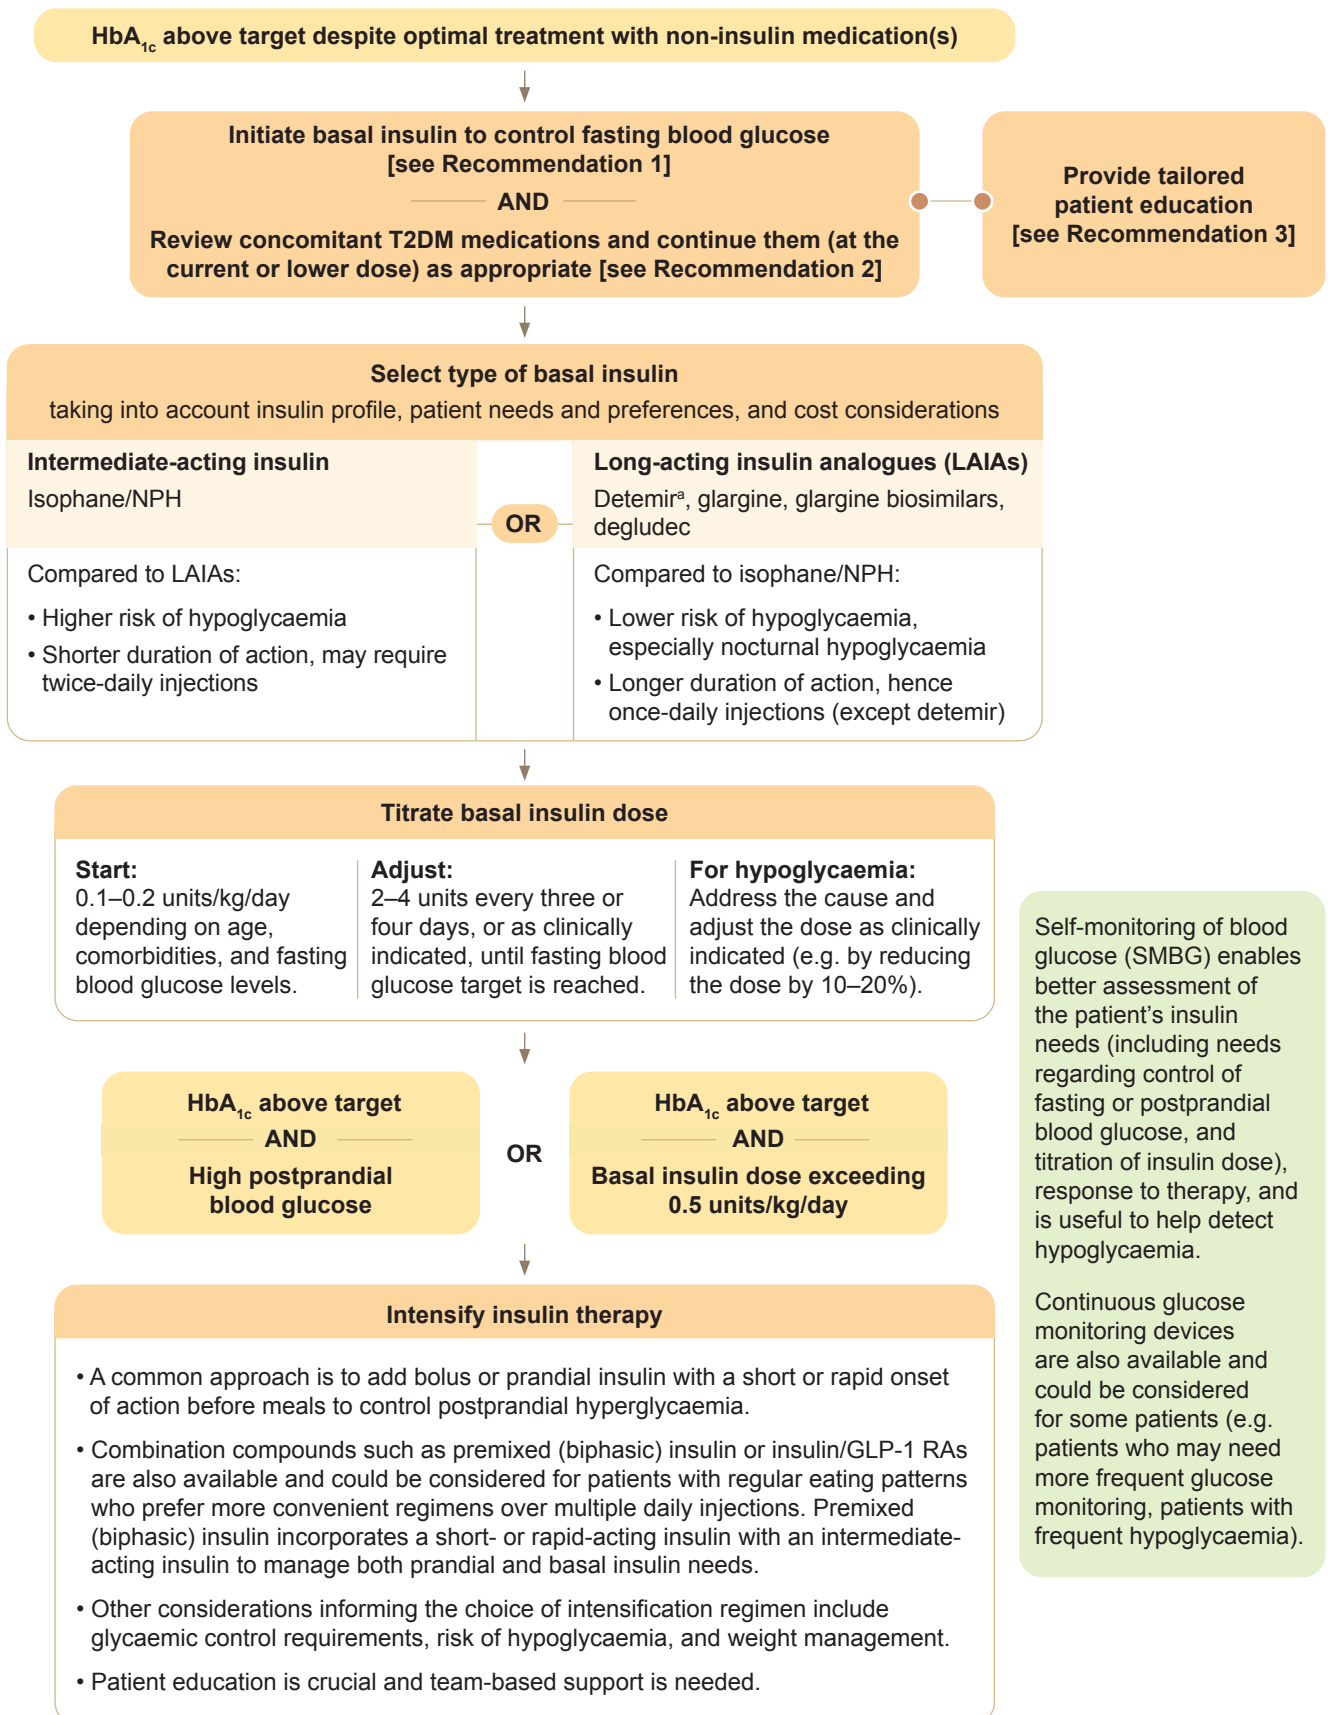 HbA1c above target despite optimal treatment with non-insulin medication(s)
Initiate basal insulin to control fasting blood glucose
[see Recommendation 1]
AND
Review concomitant T2DM medications and continue them (at the
current or lower dose) as appropriate [see Recommendation 2]
Provide tailored
patient education
[see Recommendation 3]
Select type of basal insulin
taking into account insulin profile, patient needs and preferences, and cost considerations
Intermediate-acting insulin
Isophane/NPH
Compared to LAIAs:
• Higher risk of hypoglycaemia
• Shorter duration of action, may require
twice-daily injections
OR
Long-acting insulin analogues (LAIAs)
Detemirᵃ, glargine, glargine biosimilars,
degludec
Compared to isophane/NPH:
• Lower risk of hypoglycaemia,
especially nocturnal hypoglycaemia
• Longer duration of action, hence
once-daily injections (except detemir)
Titrate basal insulin dose
Start:
0.1–0.2 units/kg/day
depending on age,
comorbidities, and fasting
blood glucose levels.
Adjust:
2–4 units every three or
four days, or as clinically
indicated, until fasting blood
glucose target is reached.
For hypoglycaemia:
Address the cause and
adjust the dose as clinically
indicated (e.g. by reducing
the dose by 10–20%).
HbA1c above target
AND
High postprandial
blood glucose
OR
HbA1c above target
AND
Basal insulin dose exceeding
0.5 units/kg/day
Intensify insulin therapy
• A common approach is to add bolus or prandial insulin with a short or rapid onset
of action before meals to control postprandial hyperglycaemia.
• Combination compounds such as premixed (biphasic) insulin or insulin/GLP-1 RAs
are also available and could be considered for patients with regular eating patterns
who prefer more convenient regimens over multiple daily injections. Premixed
(biphasic) insulin incorporates a short- or rapid-acting insulin with an intermediate-
acting insulin to manage both prandial and basal insulin needs.
• Other considerations informing the choice of intensification regimen include
glycaemic control requirements, risk of hypoglycaemia, and weight management.
• Patient education is crucial and team-based support is needed.
Self-monitoring of blood
glucose (SMBG) enables
better assessment of
the patient’s insulin
needs (including needs
regarding control of
fasting or postprandial
blood glucose, and
titration of insulin dose),
response to therapy, and
is useful to help detect
hypoglycaemia.
Continuous glucose
monitoring devices
are also available and
could be considered
for some patients (e.g.
patients who may need
more frequent glucose
monitoring, patients with
frequent hypoglycaemia).